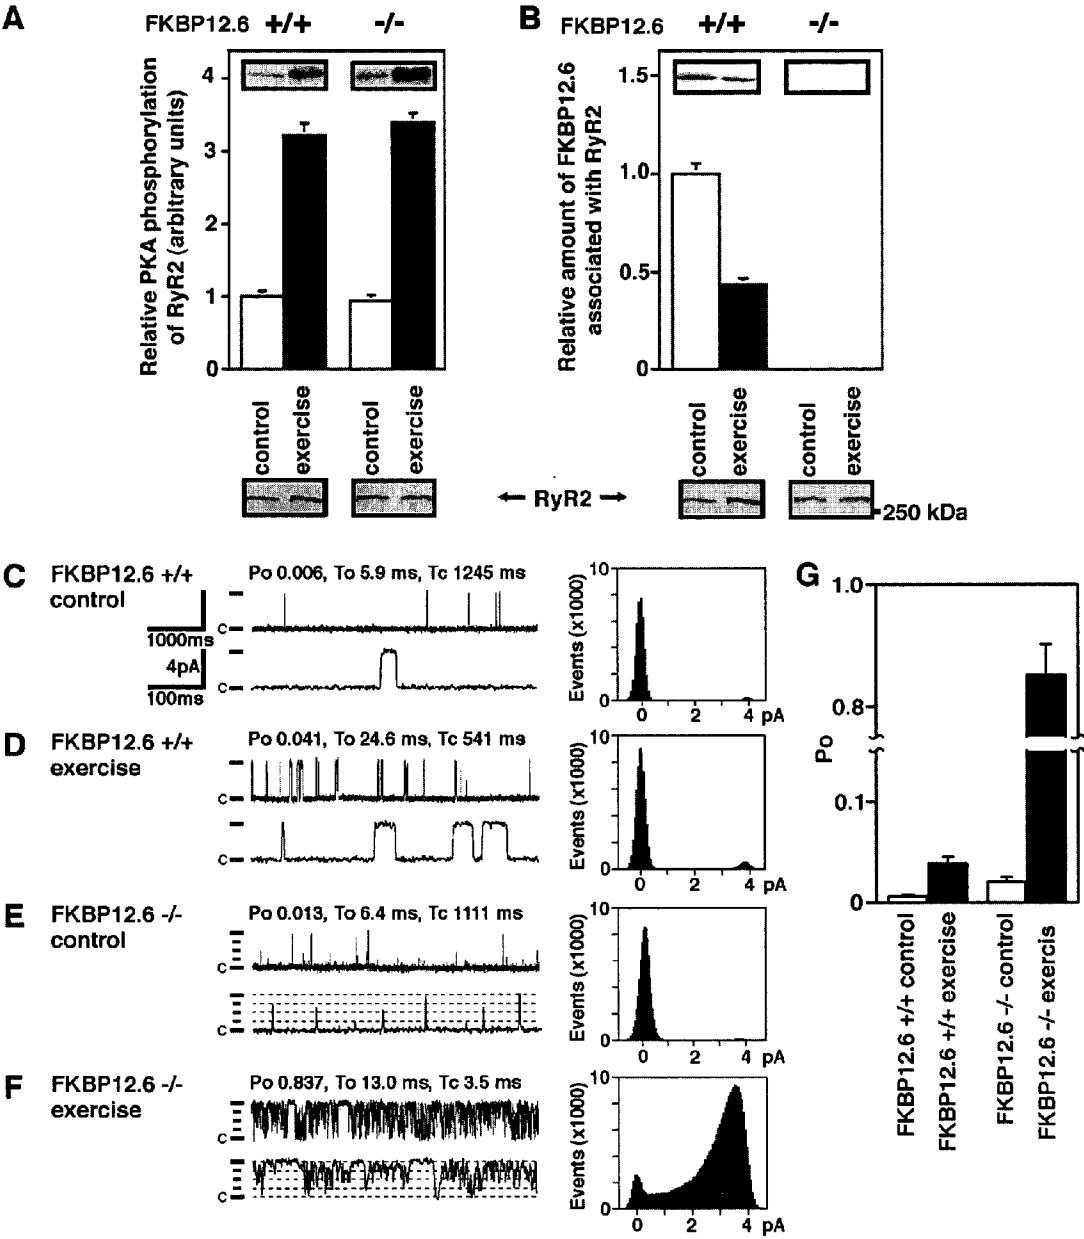 A
FKBP12.6 +/+ -/-
Relative PKA phosphorylation
of RyR2 (arbitrary units)
4
3
2
1
0
control
exercise
control
exercise
B
FKBP12.6 +/+ -/-
Relative amount of FKBP12.6
associated with RyR2
1.5
1.0
0.5
0
control
exercise
control
exercise
RyR2
250 kDa
C
FKBP12.6 +/+
control
1000ms
4pA
100ms
Po 0.006, To 5.9 ms, Tc 1245 ms
C
C
Events (x1000)
10
0
0 2 4 pA
D
FKBP12.6 +/+
exercise
Po 0.041, To 24.6 ms, Tc 541 ms
C
C
Events (x1000)
10
0
0 2 4 pA
E
FKBP12.6 -/-
control
Po 0.013, To 6.4 ms, Tc 1111 ms
C
C
Events (x1000)
10
0
0 2 4 pA
F
FKBP12.6 -/-
exercise
Po 0.837, To 13.0 ms, Tc 3.5 ms
C
C
Events (x1000)
10
0
0 2 4 pA
G
Po
1.0
0.8
0.1
0
FKBP12.6 +/+ control
FKBP12.6 +/+ exercise
FKBP12.6 -/- control
FKBP12.6 -/- exercis